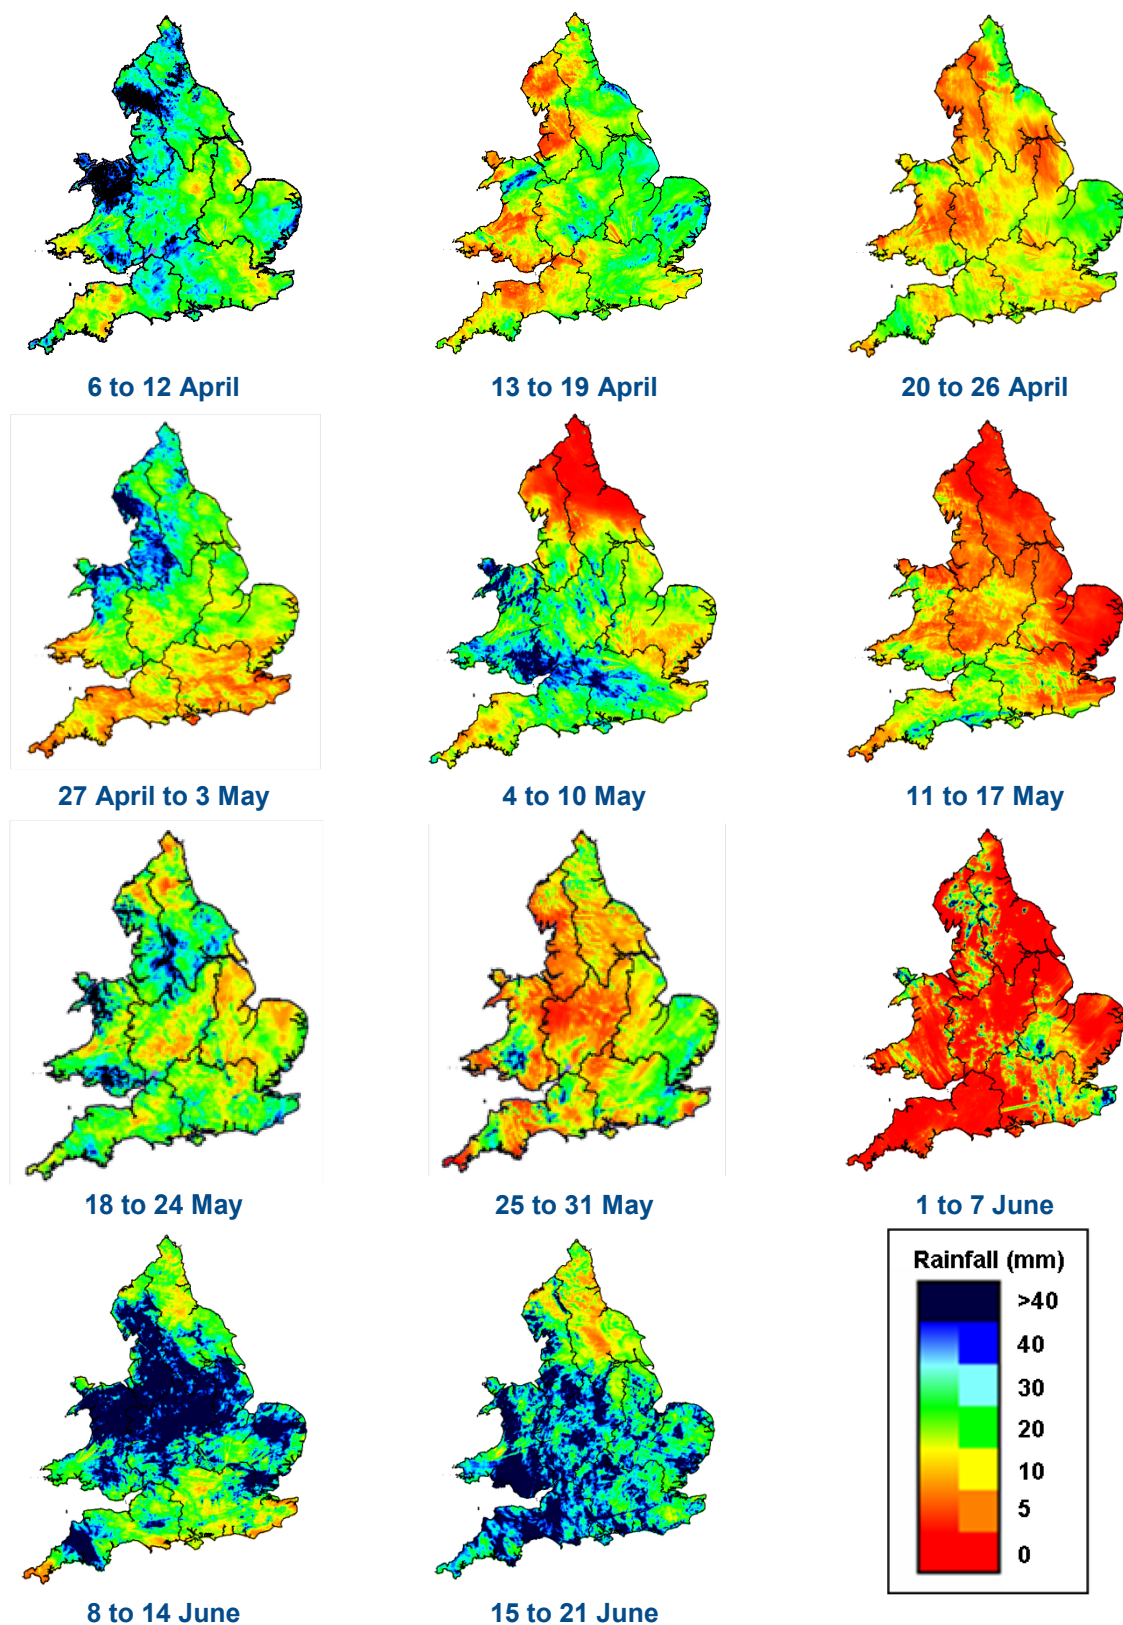 6 to 12 April
13 to 19 April
20 to 26 April
27 April to 3 May
4 to 10 May
11 to 17 May
18 to 24 May
25 to 31 May
1 to 7 June
Rainfall (mm)
>40
40
30
20
10
5
0
8 to 14 June
15 to 21 June